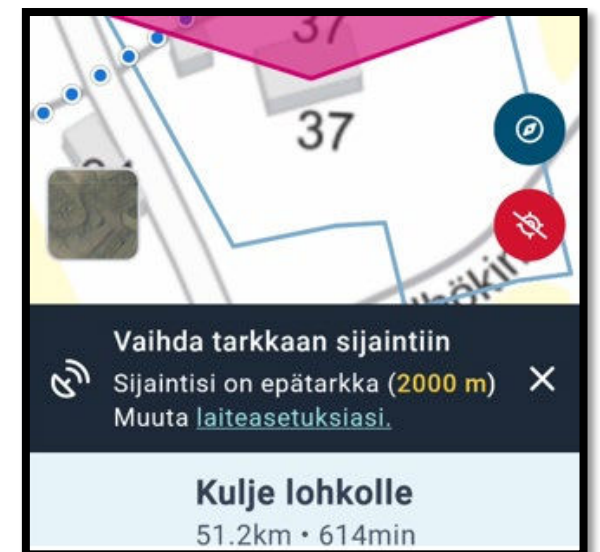 37
37
Vaihda tarkkaan sijaintiin
Sijaintisi on epätarkka (2000 m)
Muuta laiteasetuksiasi.
Kulje lohkolle
51.2km • 614min